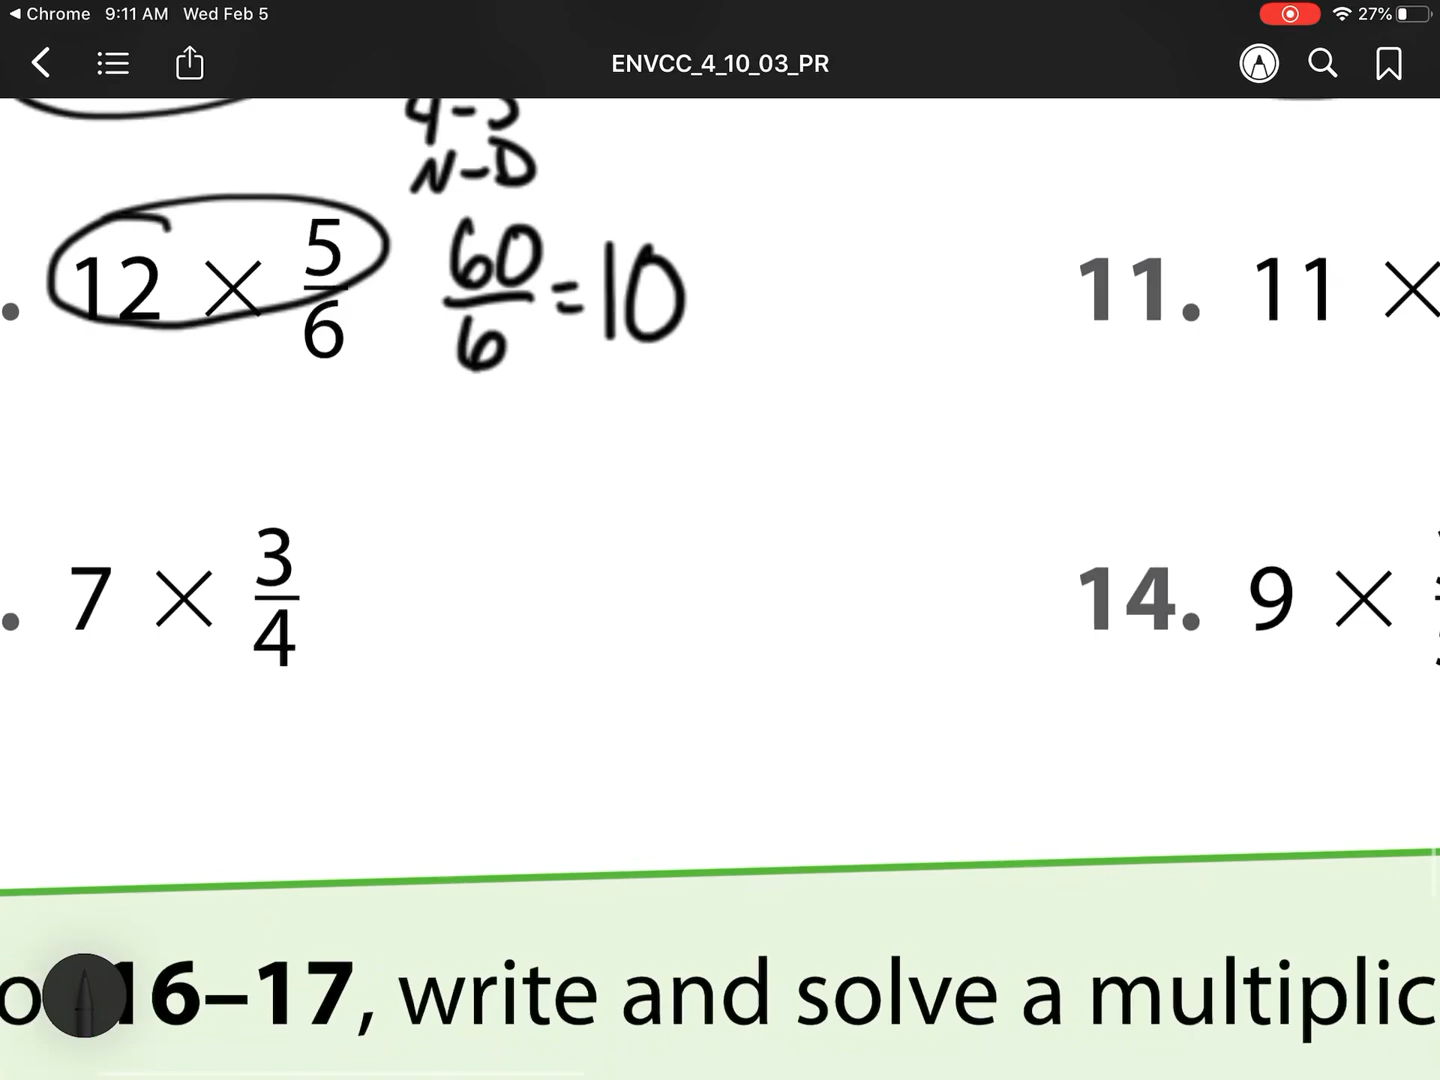 Chrome 9:11 AM Wed Feb 5 27%
ENVCC_4_10_03_PR
N-D
. 12 × 5/6 60/6 = 10 11. 11 ×
. 7 × 3/4 14. 9 ×
16–17, write and solve a multiplic